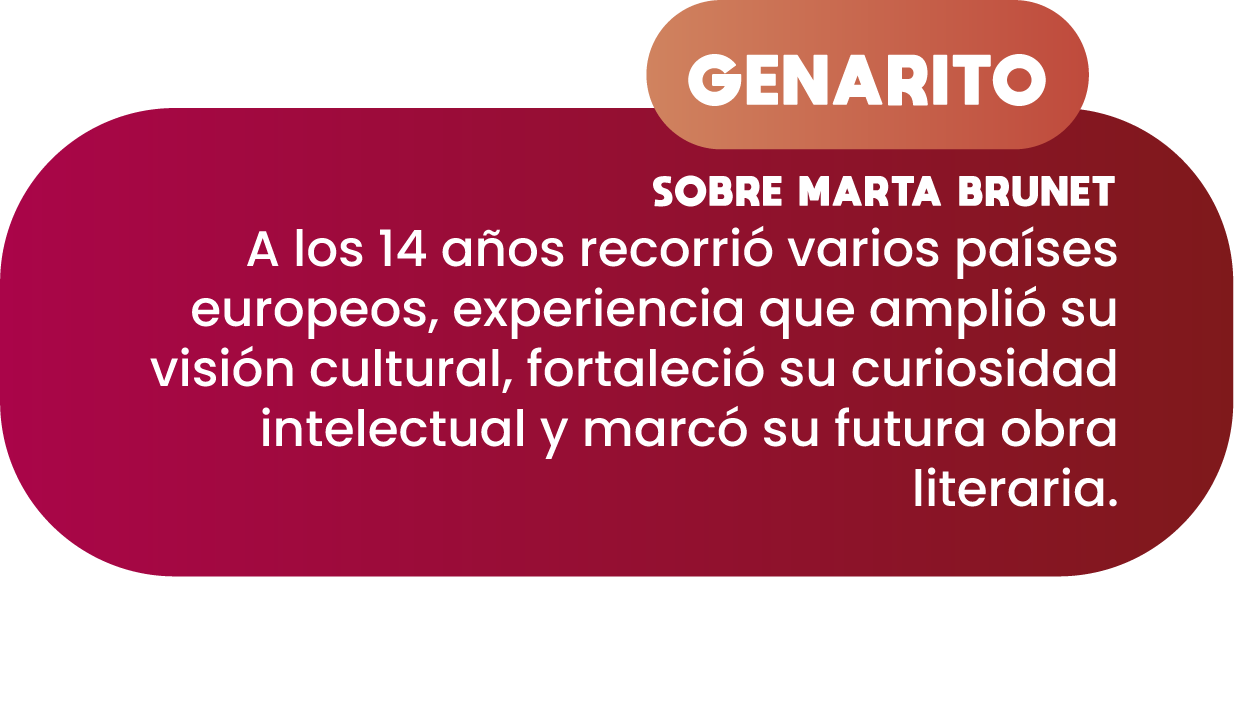 GENARITO
SOBRE MARTA BRUNET
A los 14 años recorrió varios países
europeos, experiencia que amplió su
visión cultural, fortaleció su curiosidad
intelectual y marcó su futura obra
literaria.